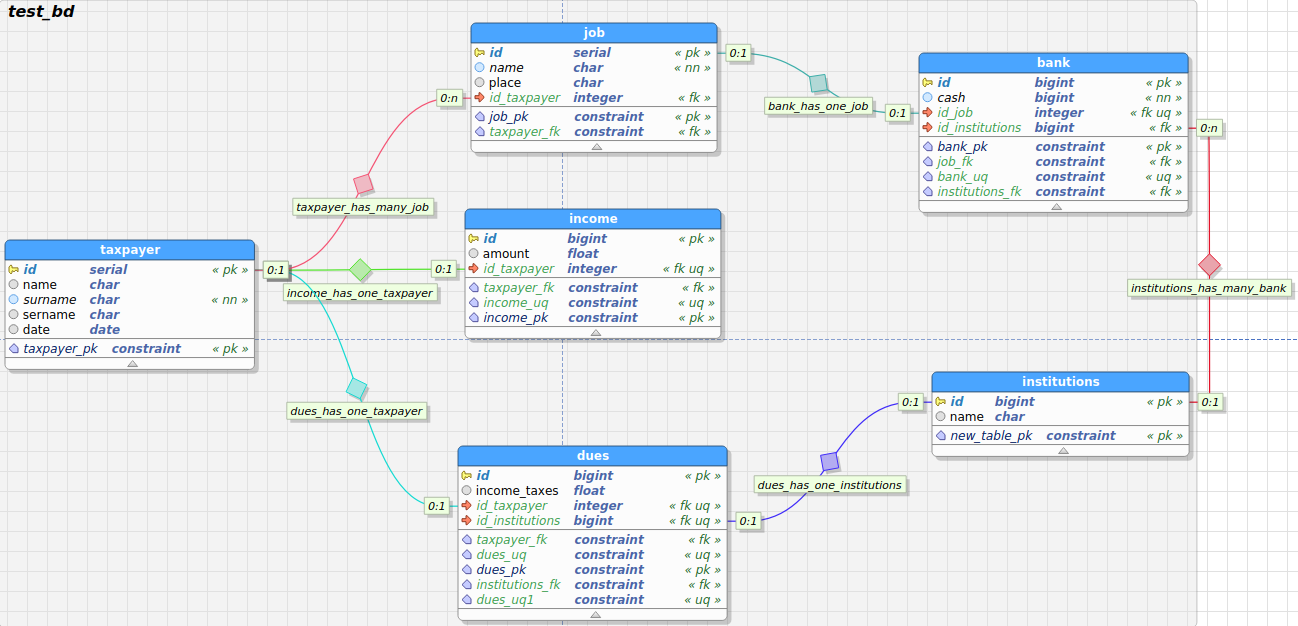 test_bd
job
id serial « pk »
name char « nn »
place char
id_taxpayer integer « fk »
job_pk constraint « pk »
taxpayer_fk constraint « fk »
0:1
bank_has_one_job
0:1
bank
id bigint « pk »
cash bigint « nn »
id_job integer « fk uq »
id_institutions bigint « fk »
bank_pk constraint « pk »
job_fk constraint « fk »
bank_uq constraint « uq »
institutions_fk constraint « fk »
0:n
0:n
taxpayer_has_many_job
income
id bigint « pk »
amount float
id_taxpayer integer « fk uq »
taxpayer_fk constraint « fk »
income_uq constraint « uq »
income_pk constraint « pk »
taxpayer
id serial « pk »
name char
surname char « nn »
sername char
date date
taxpayer_pk constraint « pk »
0:1
0:1
income_has_one_taxpayer
institutions_has_many_bank
dues_has_one_taxpayer
0:1
institutions
id bigint « pk »
name char
new_table_pk constraint « pk »
0:1
0:1
dues_has_one_institutions
0:1
dues
id bigint « pk »
income_taxes float
id_taxpayer integer « fk uq »
id_institutions bigint « fk uq »
taxpayer_fk constraint « fk »
dues_uq constraint « uq »
dues_pk constraint « pk »
institutions_fk constraint « fk »
dues_uq1 constraint « uq »